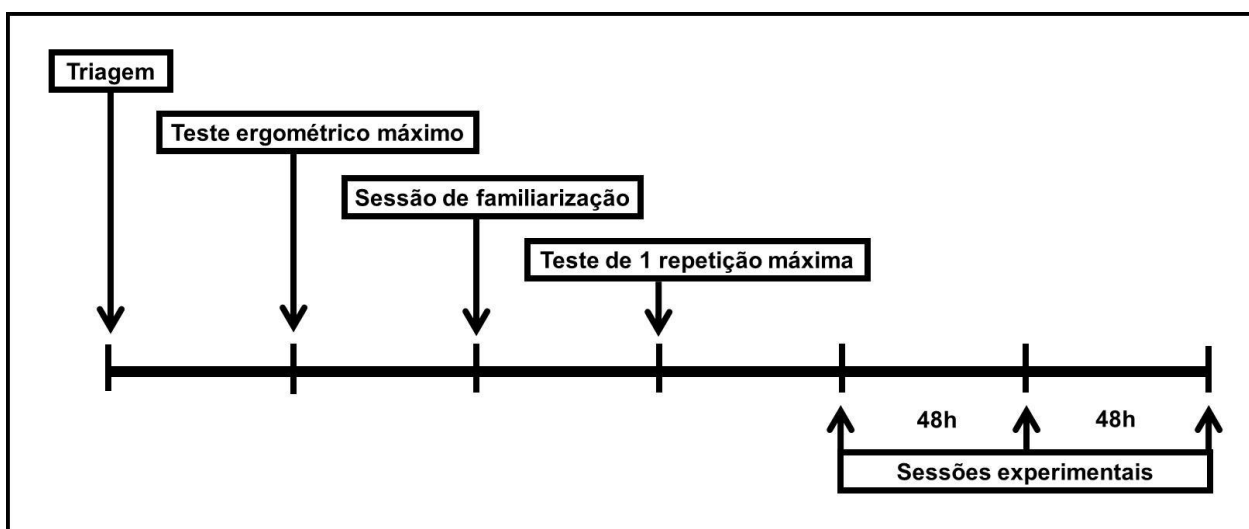 Triagem
Teste ergométrico máximo
Sessão de familiarização
Teste de 1 repetição máxima
48h
48h
Sessões experimentais